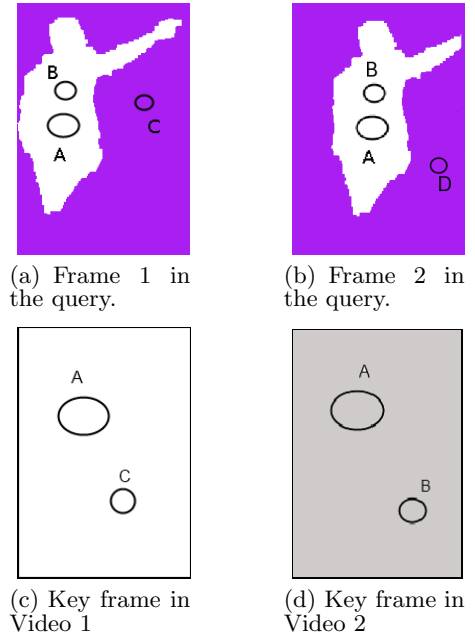 B
C
A
(a) Frame 1 in
the query.
B
A
D
(b) Frame 2 in
the query.
A
C
(c) Key frame in
Video 1
A
B
(d) Key frame in
Video 2